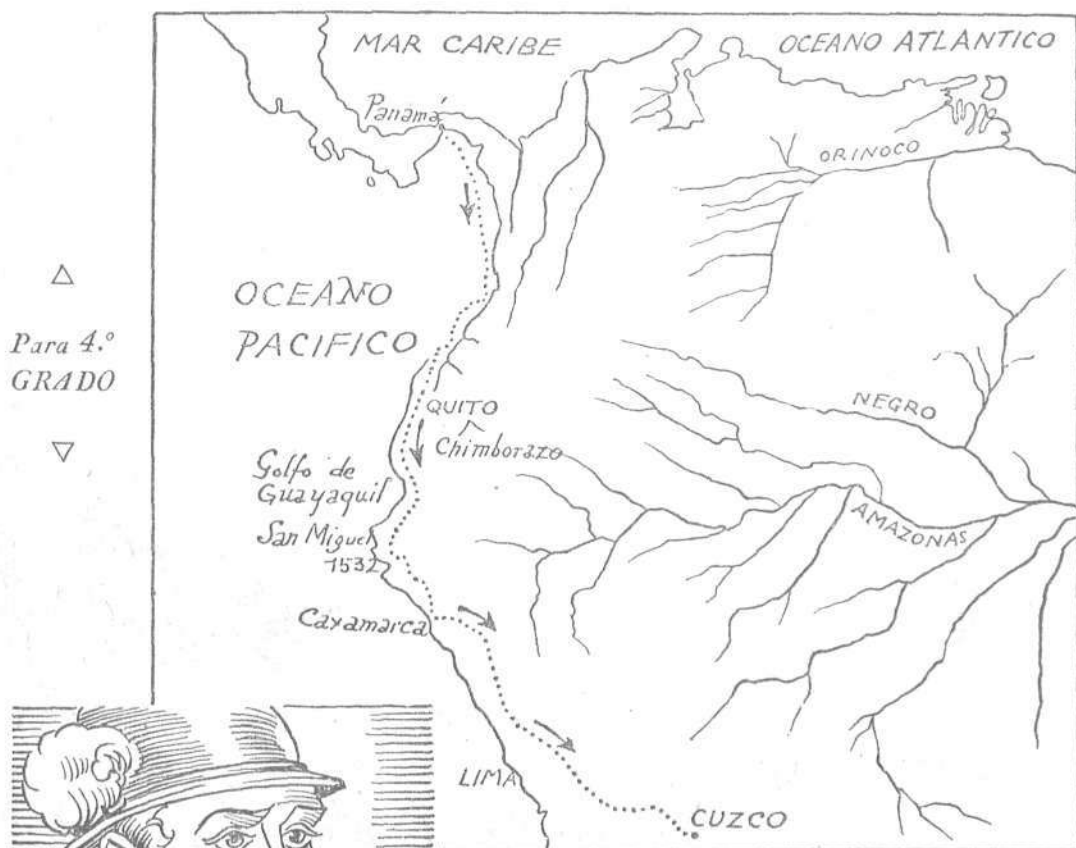 MAR CARIBE
OCEANO ATLANTICO
Panamá
ORINOCO
OCEANO
PACIFICO
Para 4.º
GRADO
NEGRO
QUITO
Chimborazo
Golfo de
Guayaquil
San Miguel
1532
AMAZONAS
Caxamarca
LIMA
CUZCO